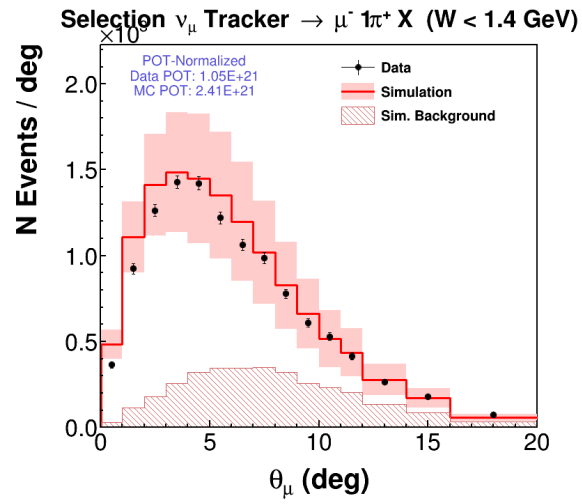 Selection νμ Tracker → μ⁻ 1π⁺ X (W < 1.4 GeV)
×10³
POT-Normalized
Data POT: 1.05E+21
MC POT: 2.41E+21
Data
Simulation
Sim. Background
N Events / deg
2.0
1.5
1.0
0.5
0.0
0 5 10 15 20
θμ (deg)